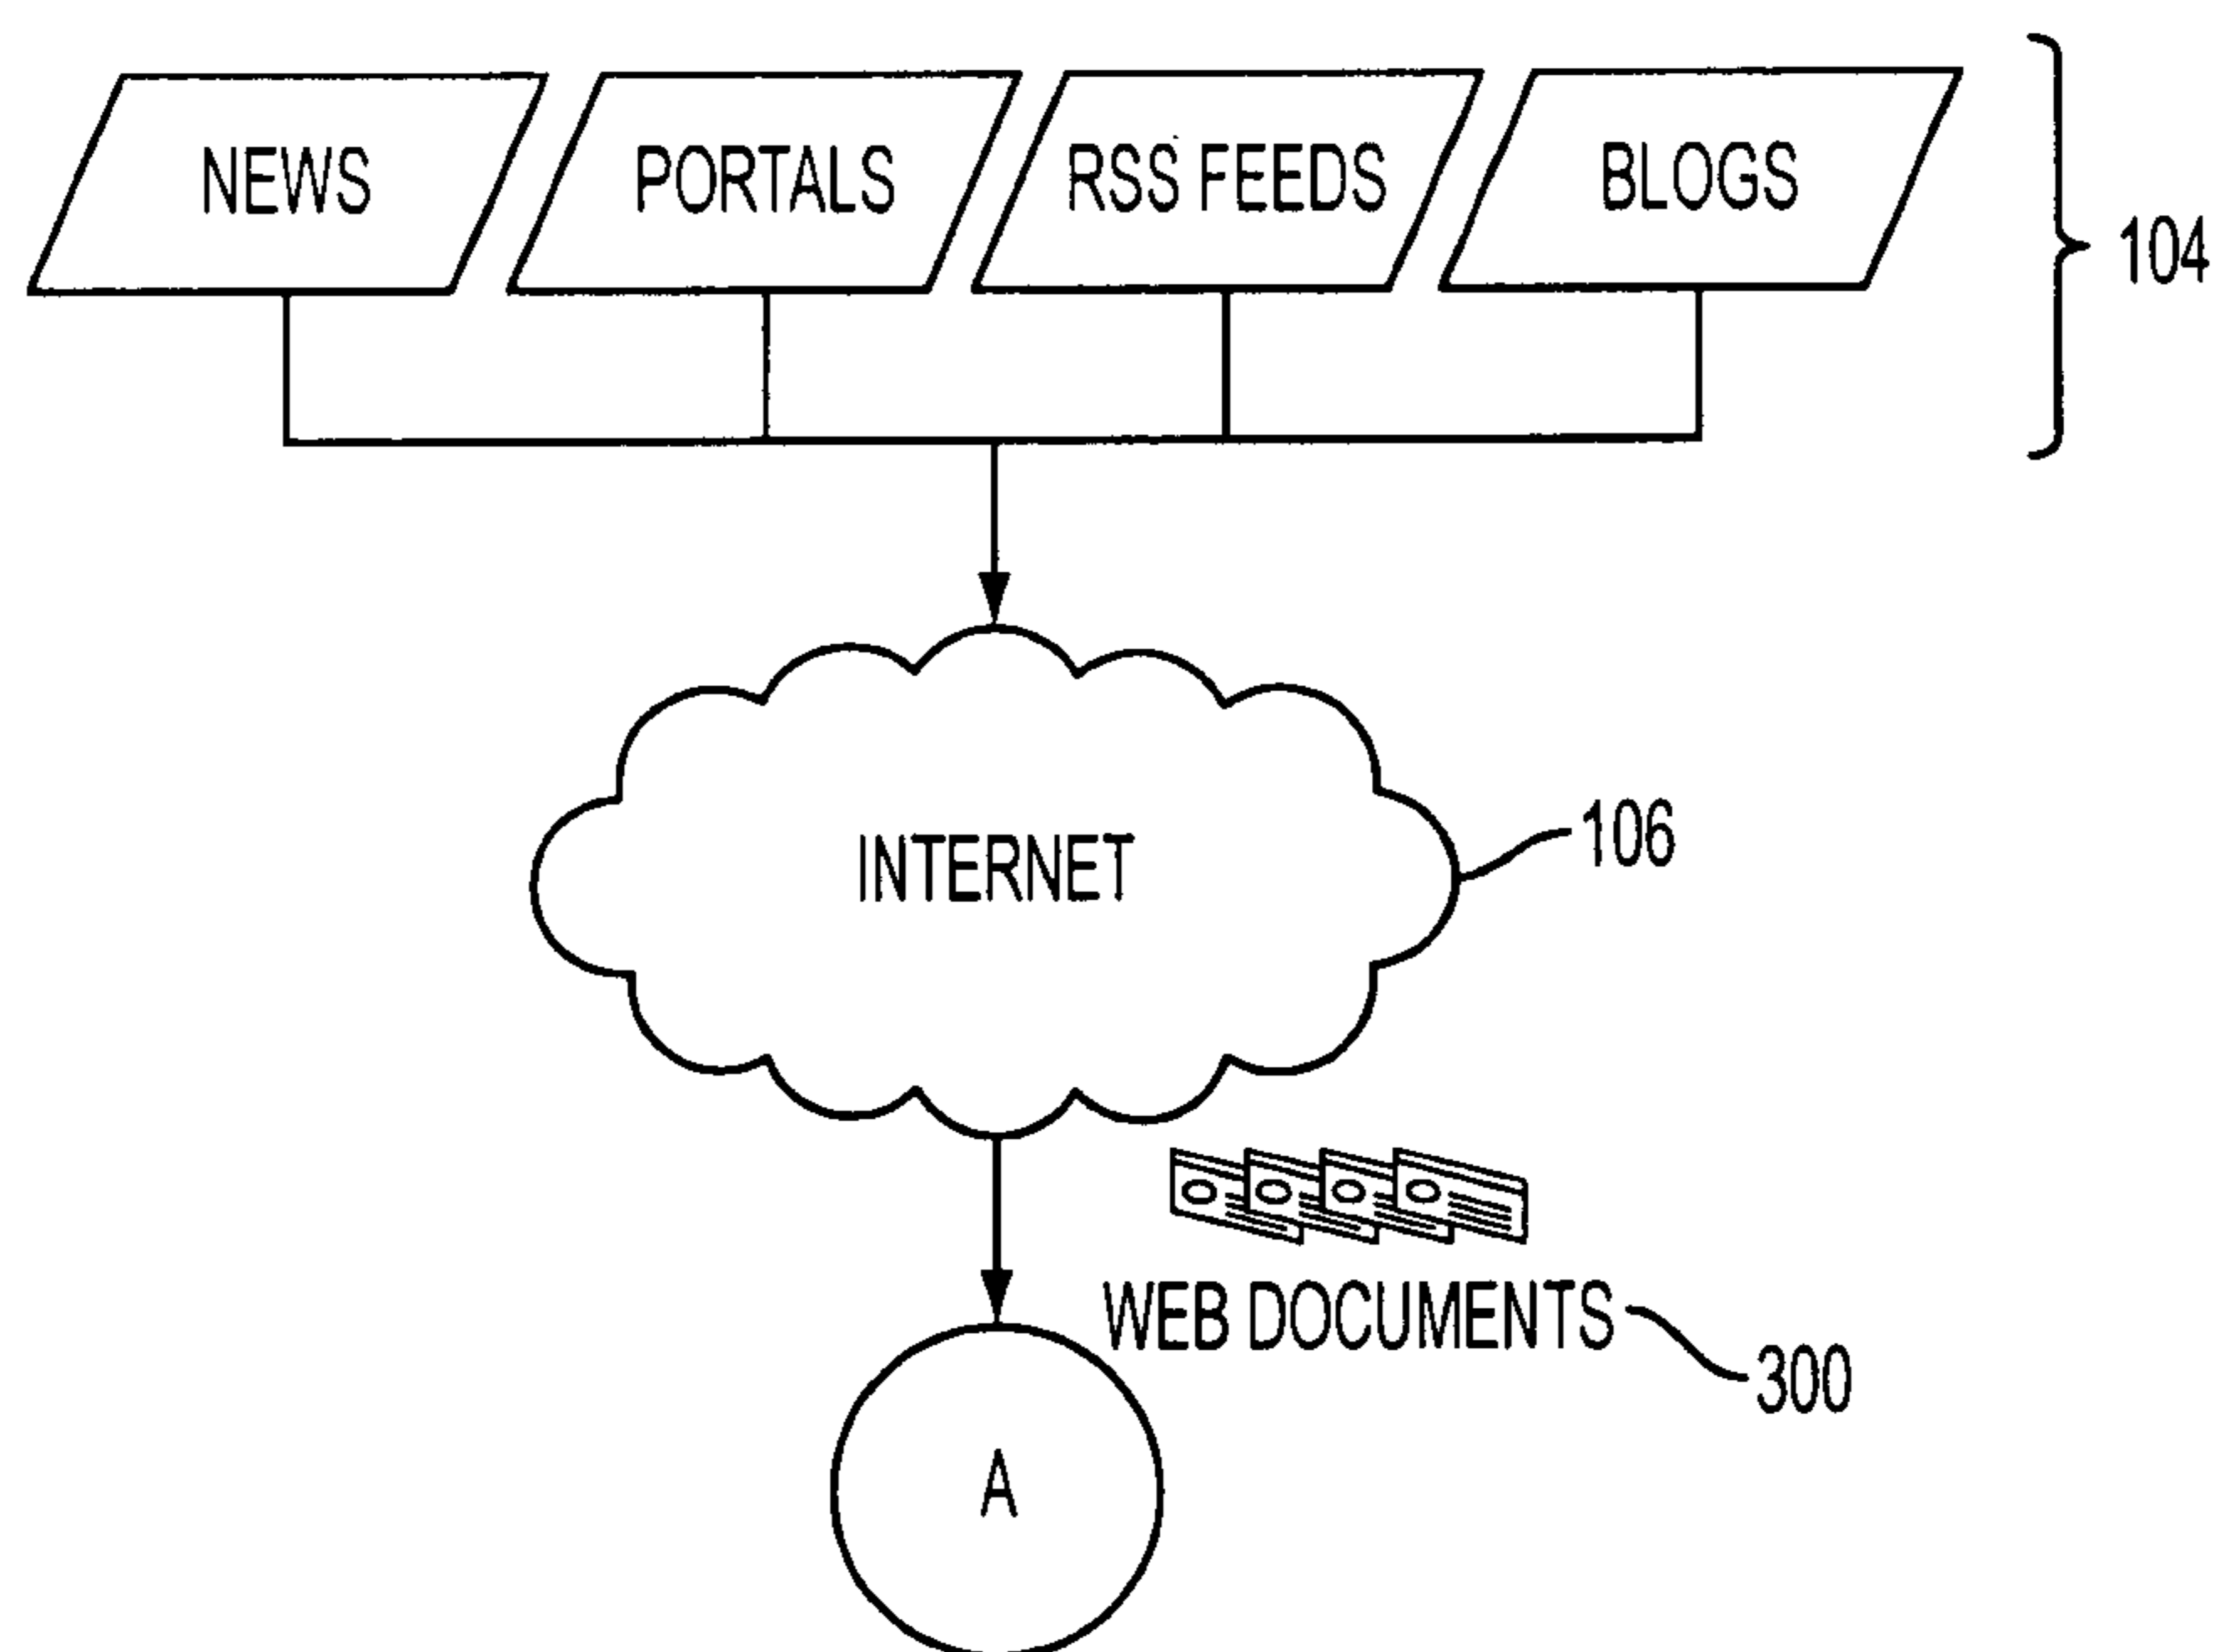 NEWS
PORTALS
RSS FEEDS
BLOGS
104
INTERNET
106
WEB DOCUMENTS
300
A